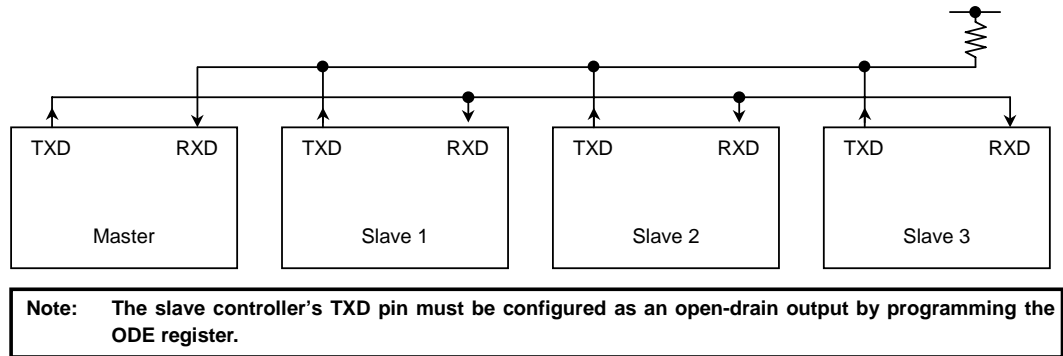 TXD RXD TXD RXD TXD RXD TXD RXD
Master Slave 1 Slave 2 Slave 3
Note: The slave controller's TXD pin must be configured as an open-drain output by programming the
ODE register.